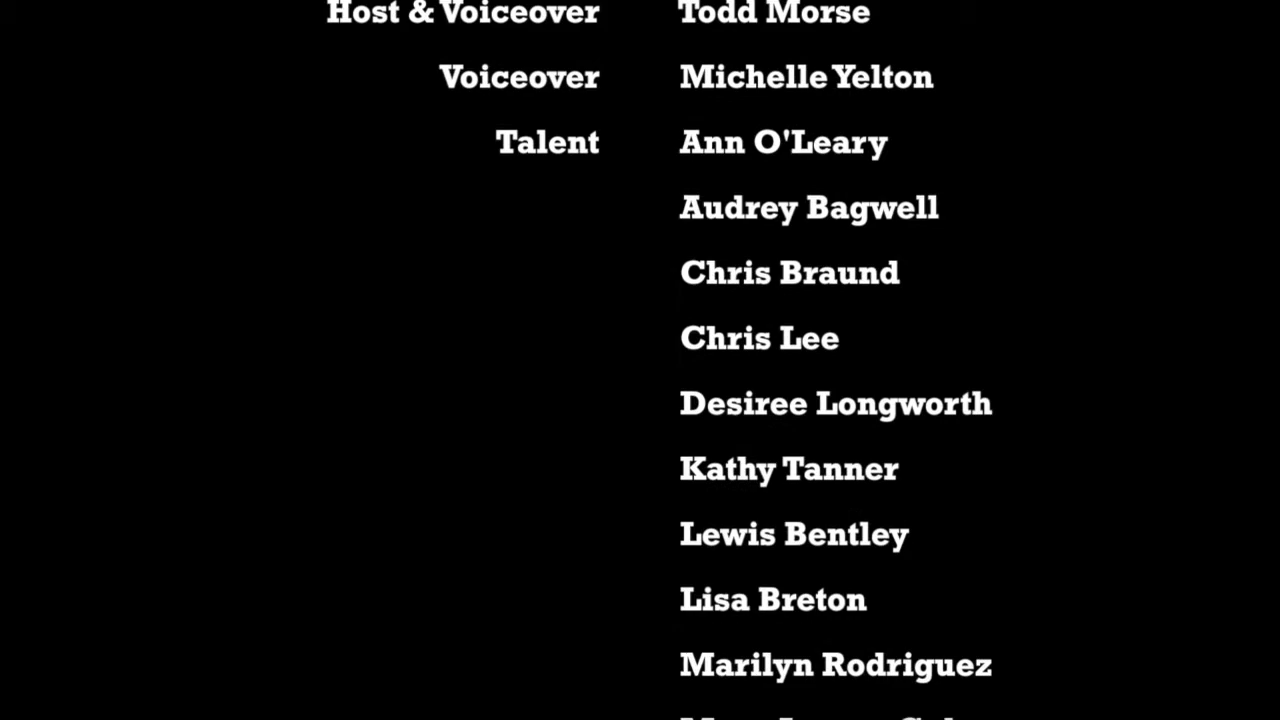 Host & Voiceover Todd Morse
Voiceover Michelle Yelton
Talent Ann O'Leary
Audrey Bagwell
Chris Braund
Chris Lee
Desiree Longworth
Kathy Tanner
Lewis Bentley
Lisa Breton
Marilyn Rodriguez